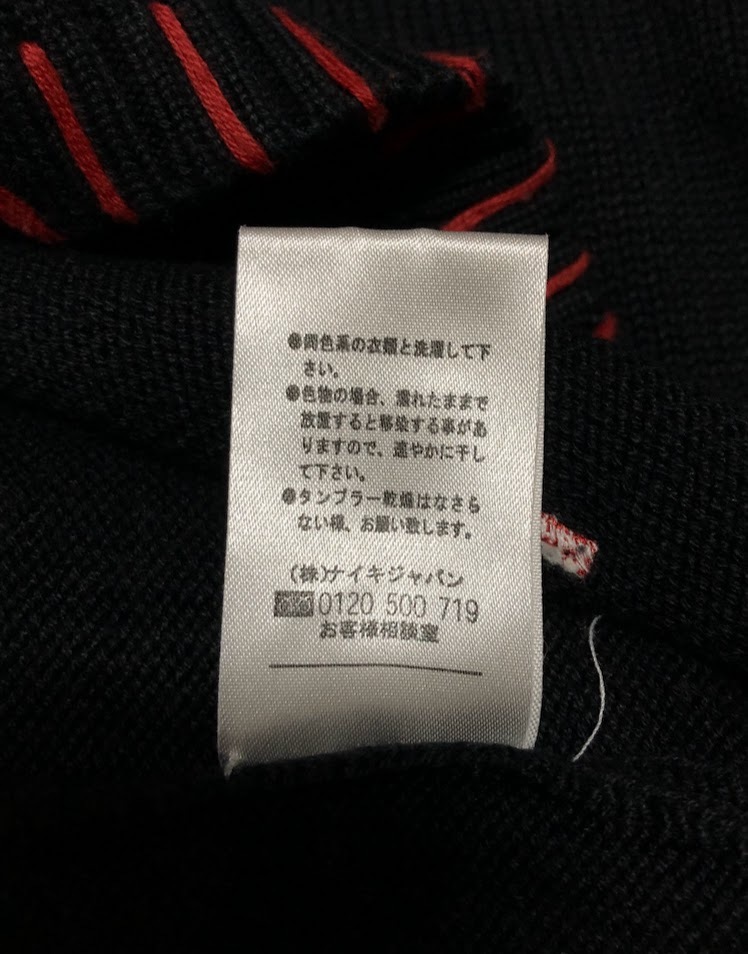 ●同色系の衣類と洗濯して下
さい。
●色物の場合、濡れたままで
放置すると移染する事があ
りますので、速やかに干し
て下さい。
●タンブラー乾燥はなさら
ない様、お願い致します。
(株)ナイキジャパン
0120 500 719
お客様相談室